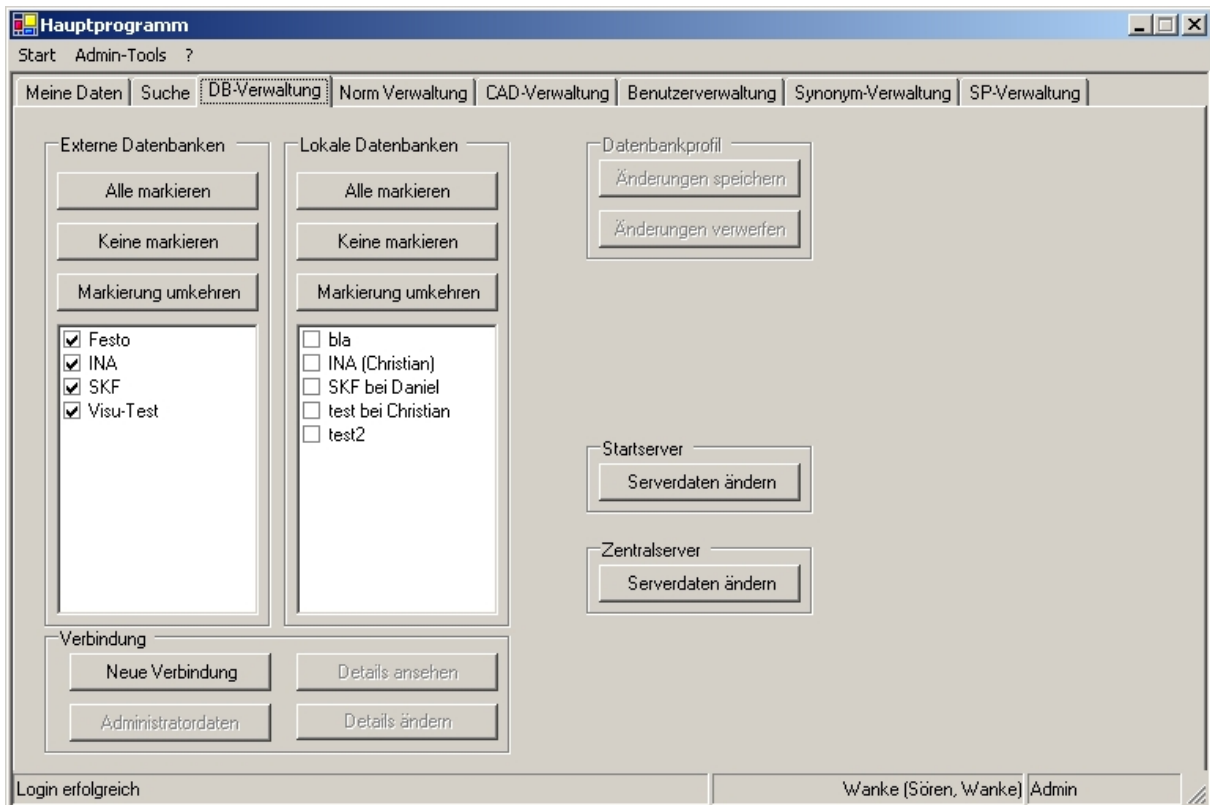 Hauptprogramm
Start Admin-Tools ?
Meine Daten Suche DB-Verwaltung Norm Verwaltung CAD-Verwaltung Benutzerverwaltung Synonym-Verwaltung SP-Verwaltung
Externe Datenbanken
Alle markieren
Keine markieren
Markierung umkehren
Festo
INA
SKF
Visu-Test
Lokale Datenbanken
Alle markieren
Keine markieren
Markierung umkehren
bla
INA (Christian)
SKF bei Daniel
test bei Christian
test2
Verbindung
Neue Verbindung
Details ansehen
Administratordaten
Details ändern
Datenbankprofil
Änderungen speichern
Änderungen verwerfen
Startserver
Serverdaten ändern
Zentralserver
Serverdaten ändern
Login erfolgreich
Wanke (Sören, Wanke)
Admin